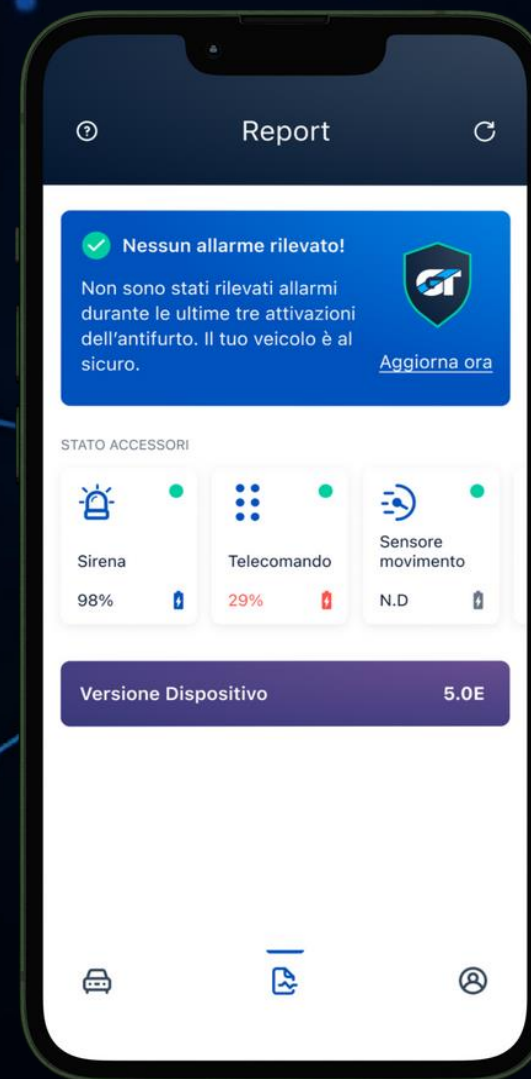 Report
Nessun allarme rilevato!
Non sono stati rilevati allarmi
durante le ultime tre attivazioni
dell'antifurto. Il tuo veicolo è al
sicuro.
GT
Aggiorna ora
STATO ACCESSORI
Sirena
98%
Telecomando
29%
Sensore
movimento
N.D
Versione Dispositivo
5.0E